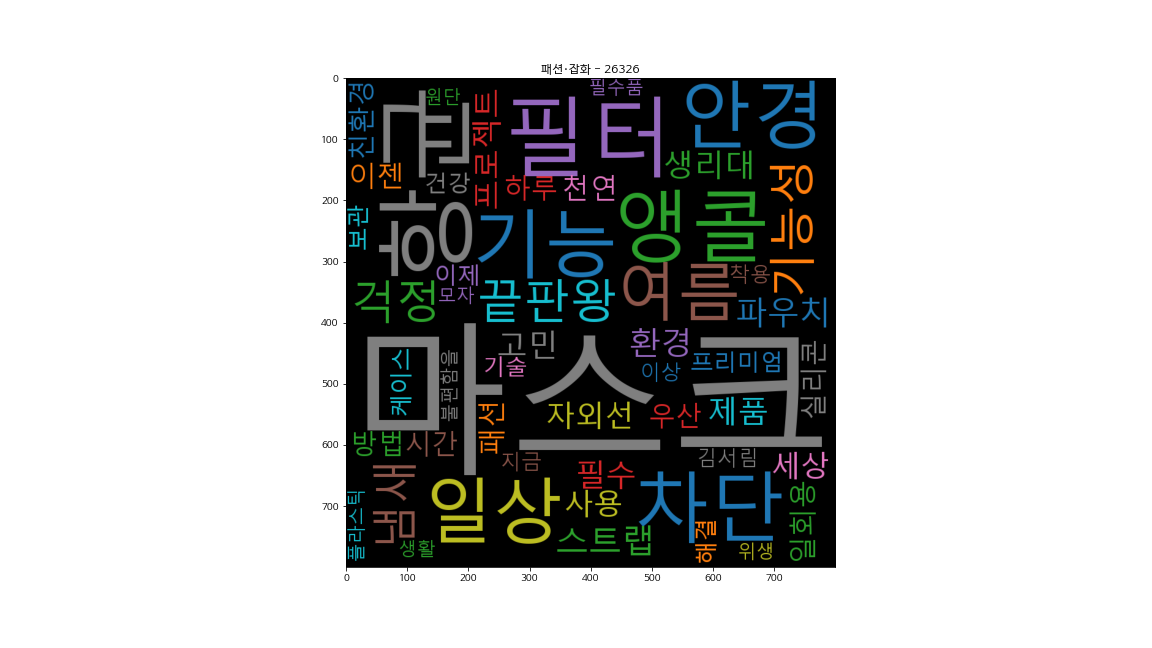 패션·잡화 - 26326
필수품
친환경
원단
항균
프로젝트
필터
안경
이젠
건강
하루
천연
생리대
기능성
보관
기능
앵콜
이제
모자
여름
착용
걱정
끝판왕
파우치
마스크
고민
환경
기술
이상
프리미엄
실리콘
케이스
불편함을
패션
자외선
우산
제품
방법
시간
지금
필수
김서림
세상
냄새
일상
사용
차단
일회용
플라스틱
생활
스트랩
해결
위생
0
100
200
300
400
500
600
700
0 100 200 300 400 500 600 700